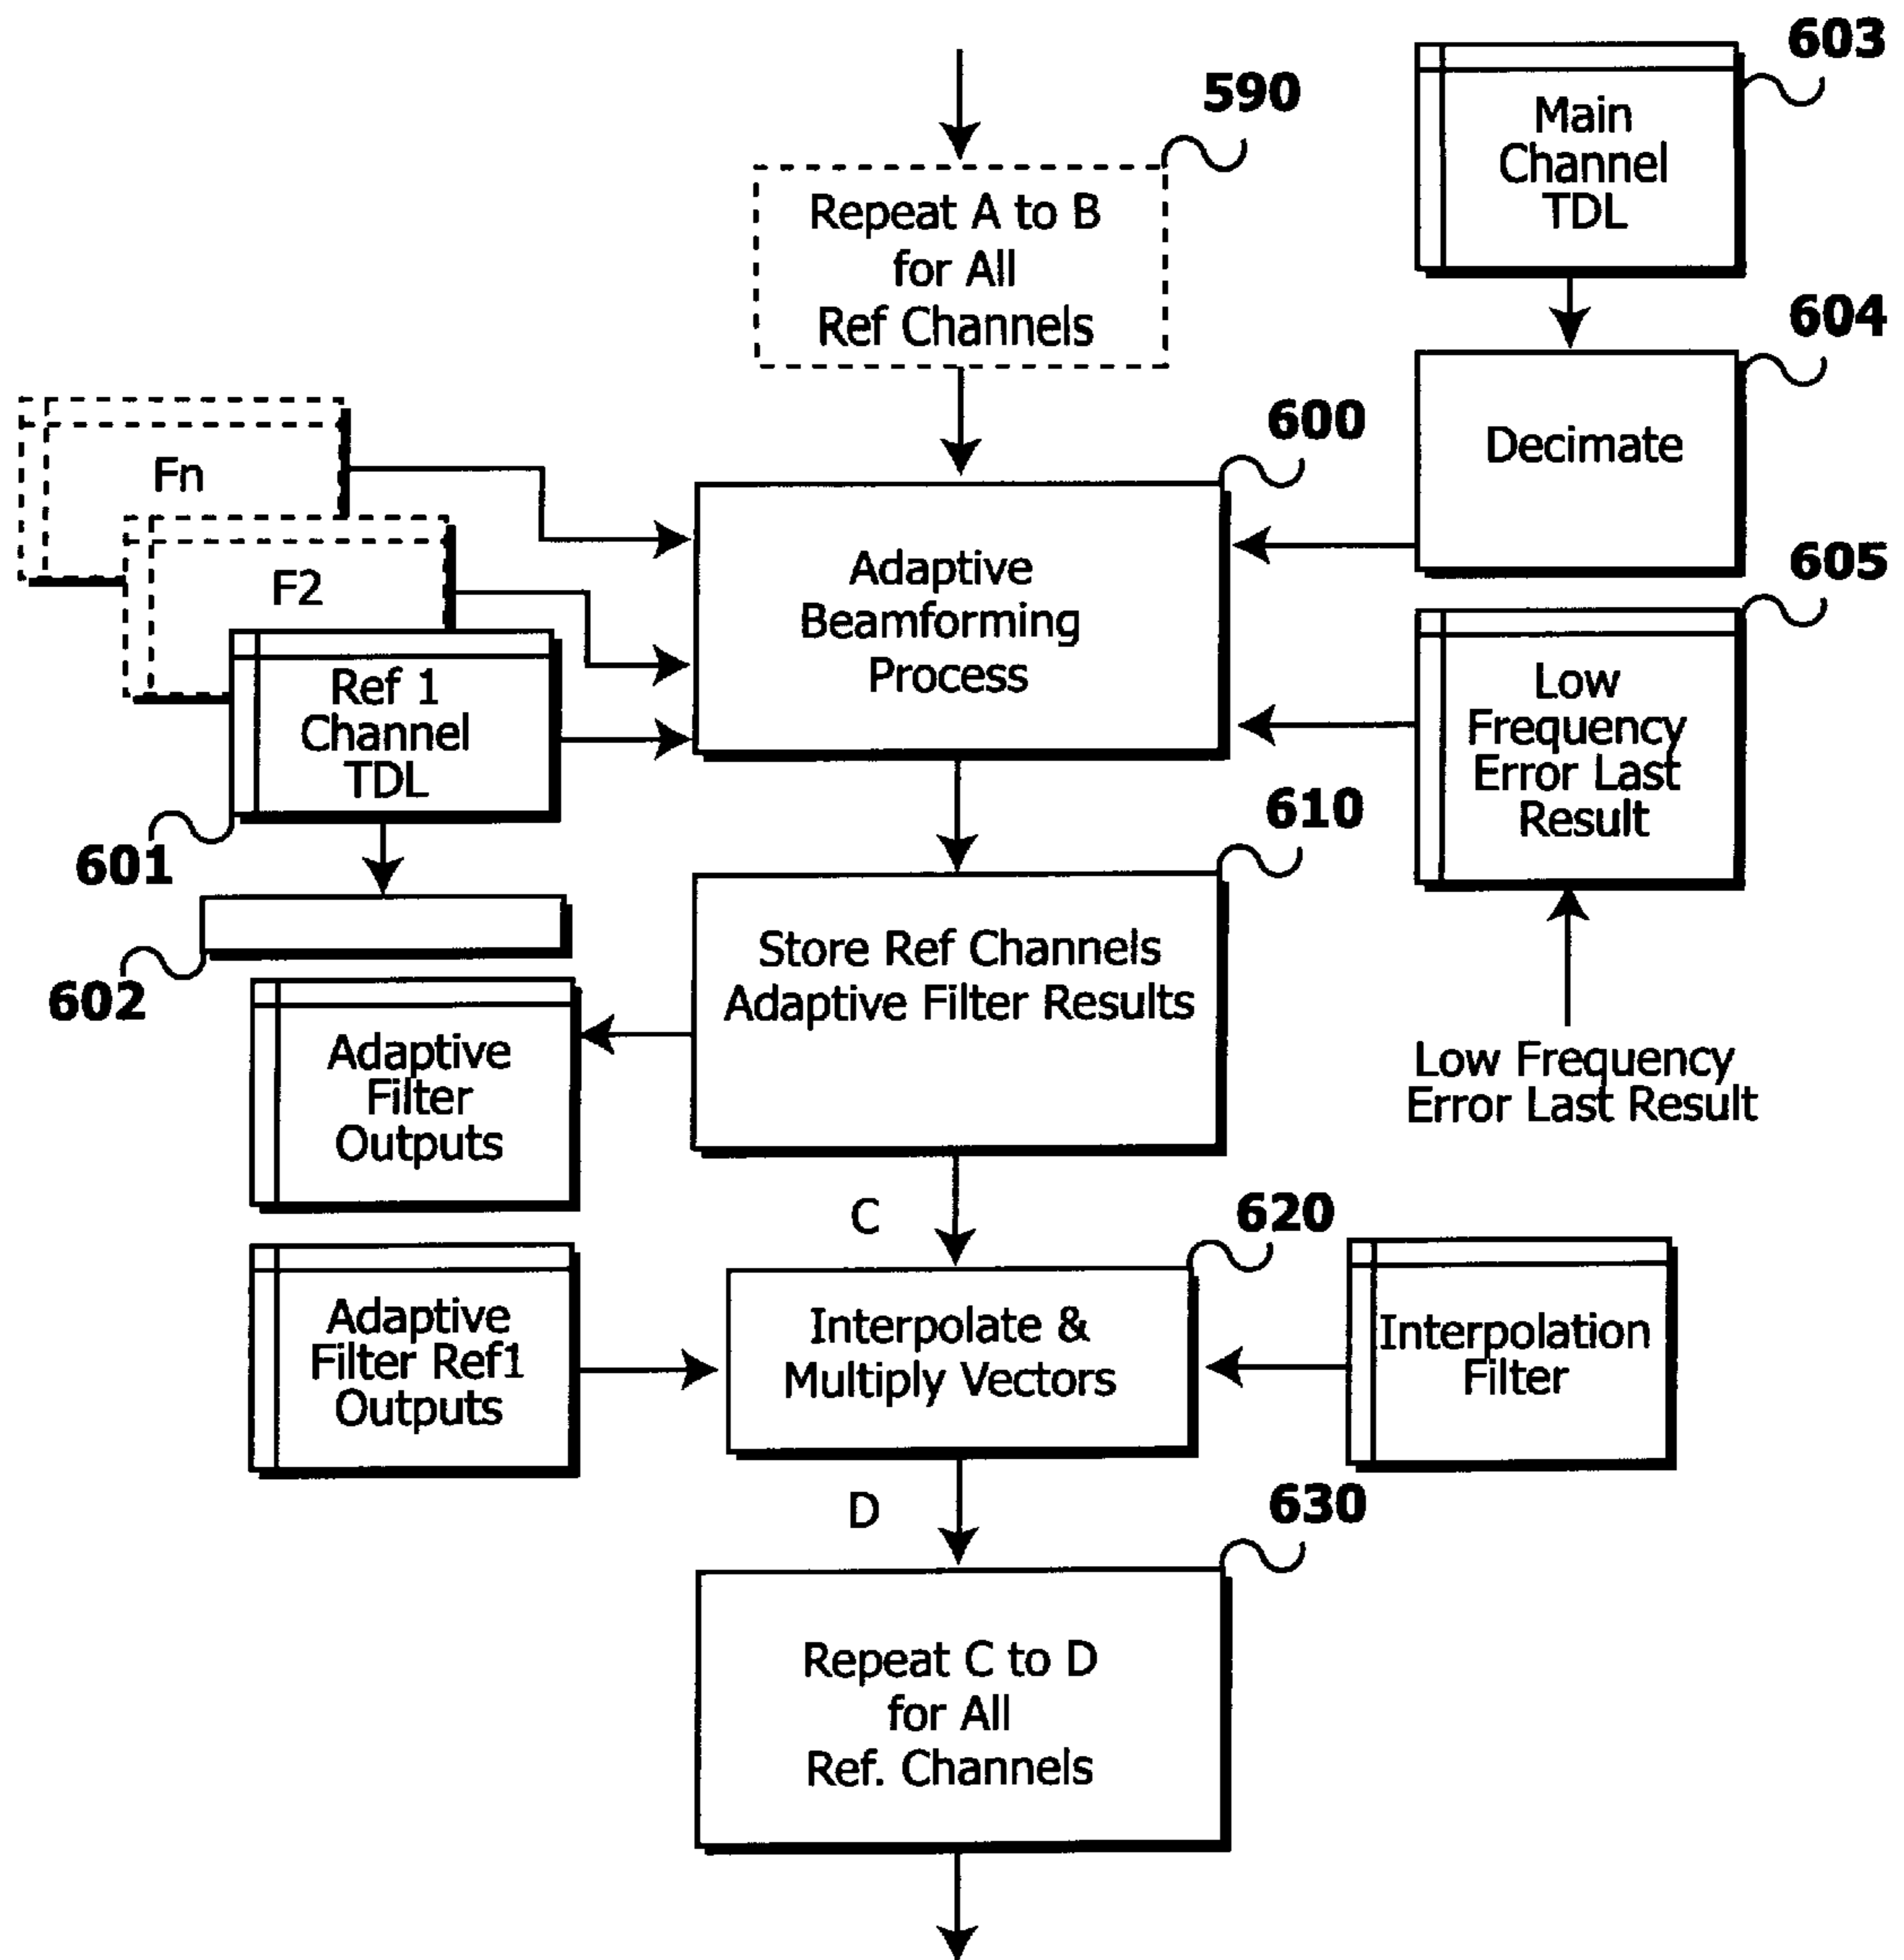 603
590
Main
Channel
TDL
Repeat A to B
for All
Ref Channels
604
Decimate
600
Fn
F2
Ref 1
Channel
TDL
601
602
Adaptive
Beamforming
Process
605
Low
Frequency
Error Last
Result
Low Frequency
Error Last Result
610
Store Ref Channels
Adaptive Filter Results
Adaptive
Filter
Outputs
C
620
Adaptive
Filter Ref1
Outputs
Interpolate &
Multiply Vectors
Interpolation
Filter
D
630
Repeat C to D
for All
Ref. Channels